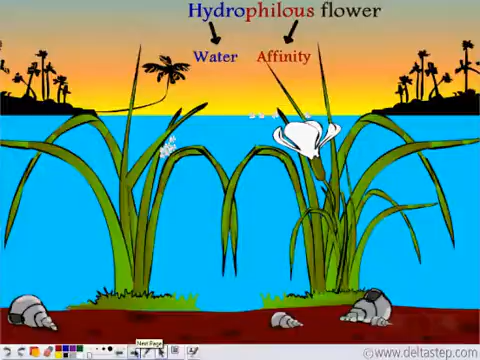 Hydrophilous flower
Water Affinity
Next Page
©www.deltastep.com